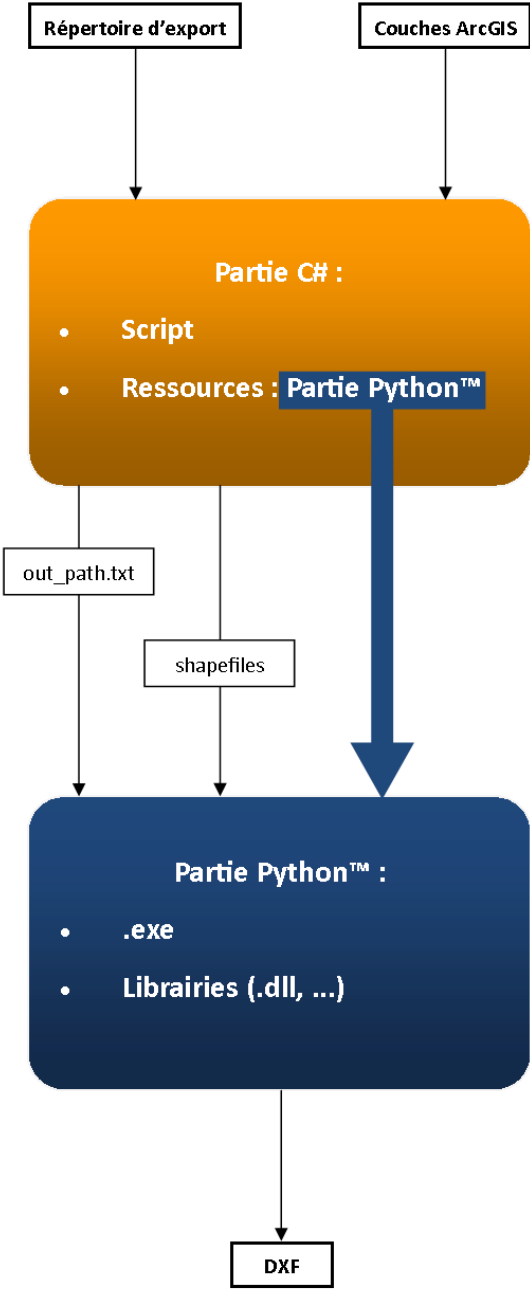 Répertoire d’export
Couches ArcGIS
Partie C# :
• Script
• Ressources : Partie Python™
out_path.txt
shapefiles
Partie Python™ :
• .exe
• Librairies (.dll, ...)
DXF